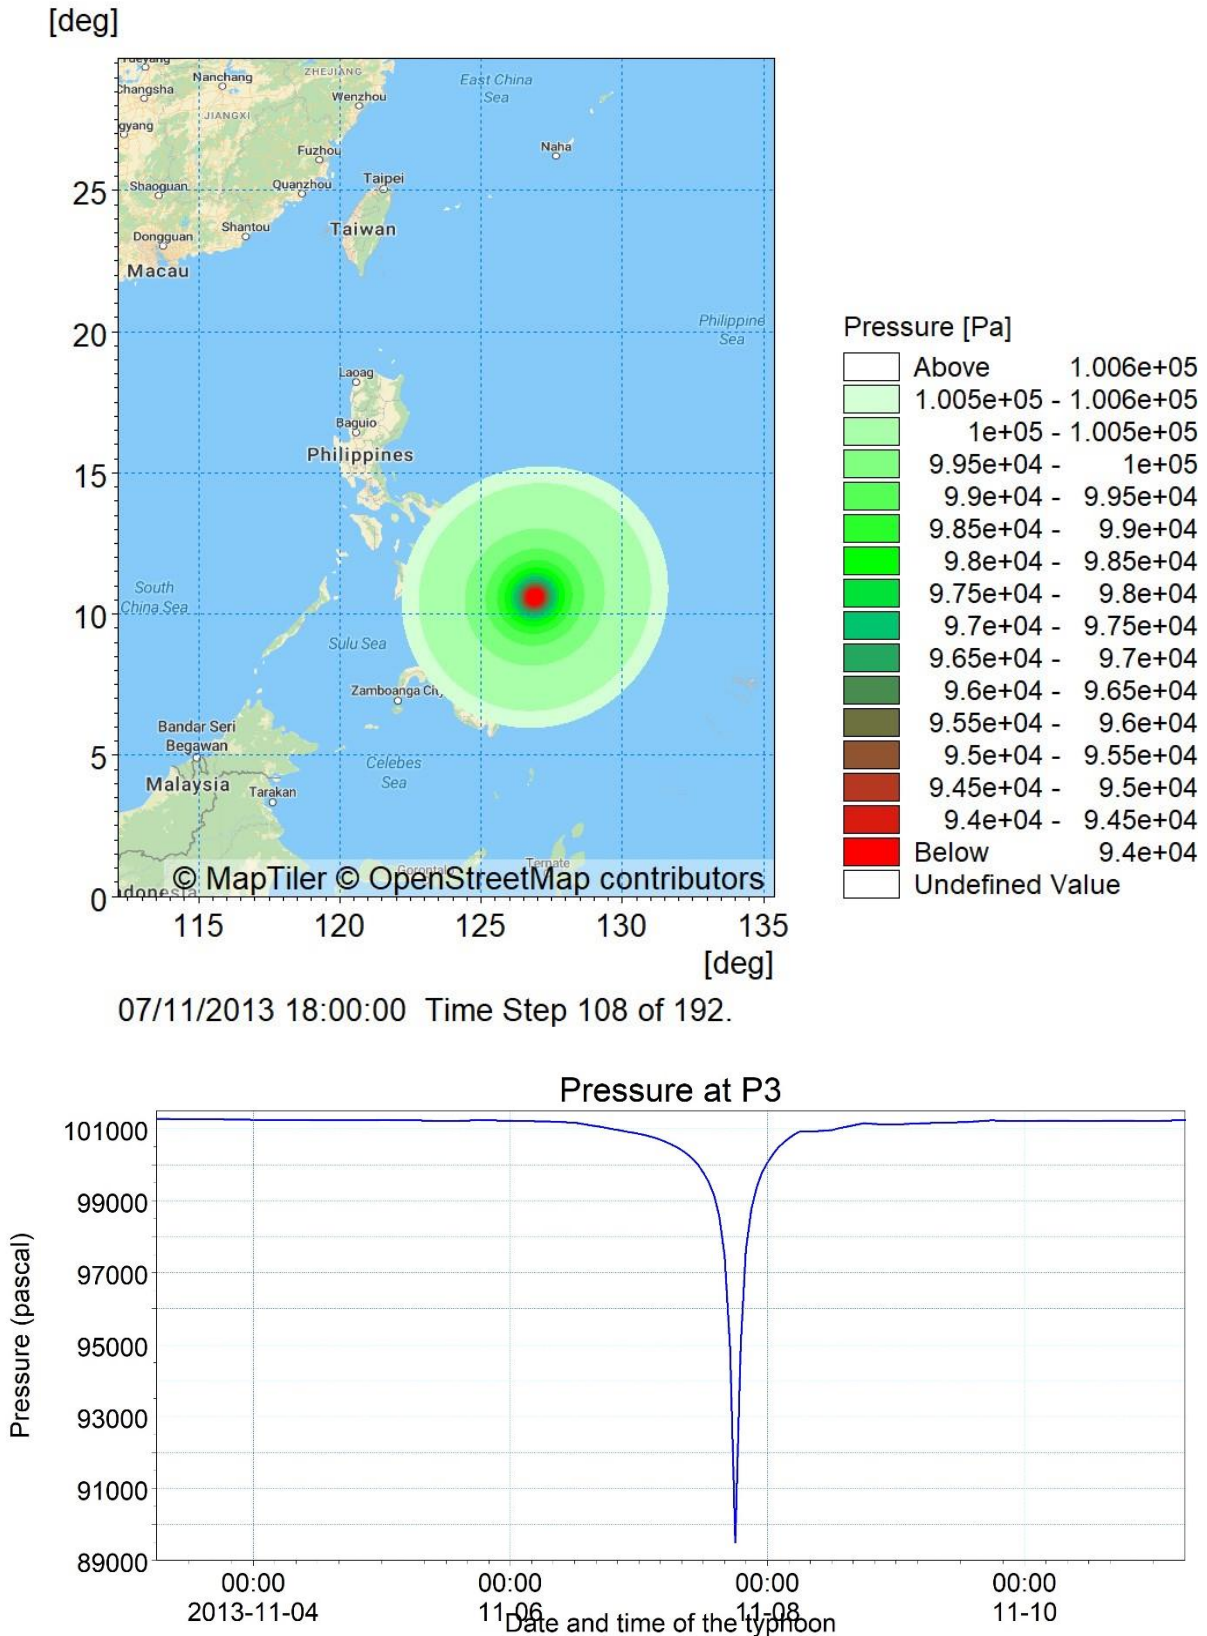 [deg]
Nanchang
ZHEJIANG
East China
Sea
Changsha
Wenzhou
gyang
JIANGXI
Fuzhou
Naha
25
Shaoguan
Quanzhou
Taipei
Dongguan
Shantou
Taiwan
Macau
20
Philippine
Sea
Laoag
Baguio
Philippines
15
South
China Sea
10
Sulu Sea
Zamboanga City
Bandar Seri
Begawan
5
Celebes
Sea
Malaysia
Tarakan
Gorontalo
Ternate
© MapTiler © OpenStreetMap contributors
donesia
0
115 120 125 130 135
[deg]
Pressure [Pa]
Above 1.006e+05
1.005e+05 - 1.006e+05
1e+05 - 1.005e+05
9.95e+04 - 1e+05
9.9e+04 - 9.95e+04
9.85e+04 - 9.9e+04
9.8e+04 - 9.85e+04
9.75e+04 - 9.8e+04
9.7e+04 - 9.75e+04
9.65e+04 - 9.7e+04
9.6e+04 - 9.65e+04
9.55e+04 - 9.6e+04
9.5e+04 - 9.55e+04
9.45e+04 - 9.5e+04
9.4e+04 - 9.45e+04
Below 9.4e+04
Undefined Value
07/11/2013 18:00:00 Time Step 108 of 192.
Pressure at P3
Pressure (pascal)
101000
99000
97000
95000
93000
91000
89000
00:00 00:00 00:00 00:00
2013-11-04 11-06 11-08 11-10
Date and time of the typhoon